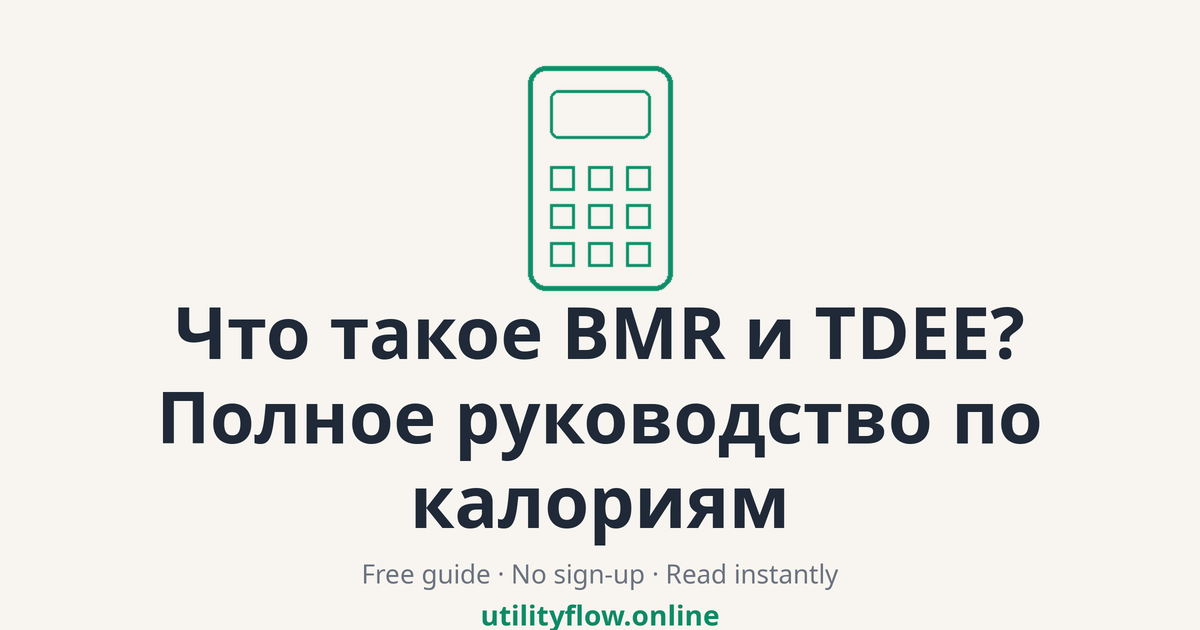 Что такое BMR и TDEE?
Полное руководство по
калориям
Free guide · No sign-up · Read instantly
utilityflow.online